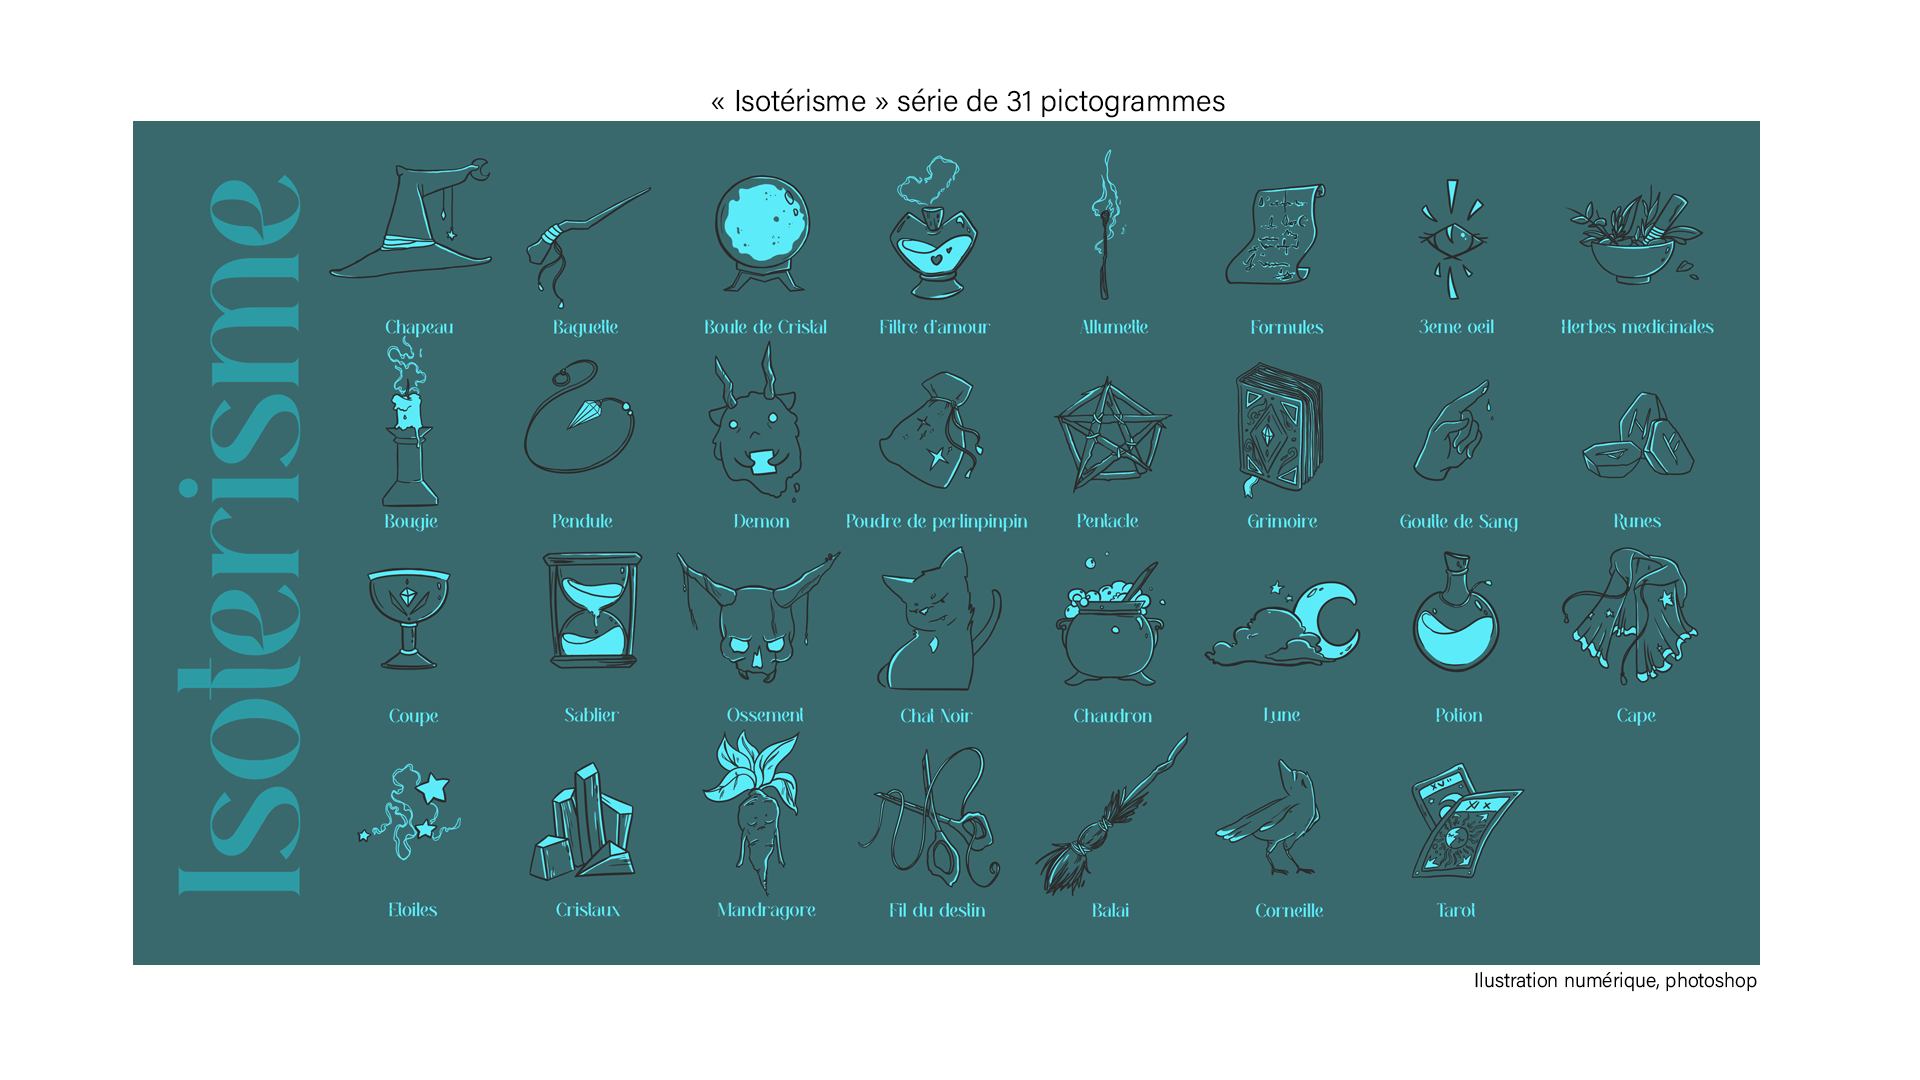 « Isotérisme » série de 31 pictogrammes
Isoterisme
Chapeau
Baguette
Boule de Cristal
Filtre d'amour
Allumette
Formules
3eme oeil
Herbes medicinales
Bougie
Pendule
Demon
Poudre de perlinpinpin
Pentacle
Grimoire
Goutte de Sang
Runes
Coupe
Sablier
Ossement
Chat Noir
Chaudron
Lune
Potion
Cape
Etoiles
Cristaux
Mandragore
Fil du destin
Balai
Corneille
Tarot
Ilustration numérique, photoshop